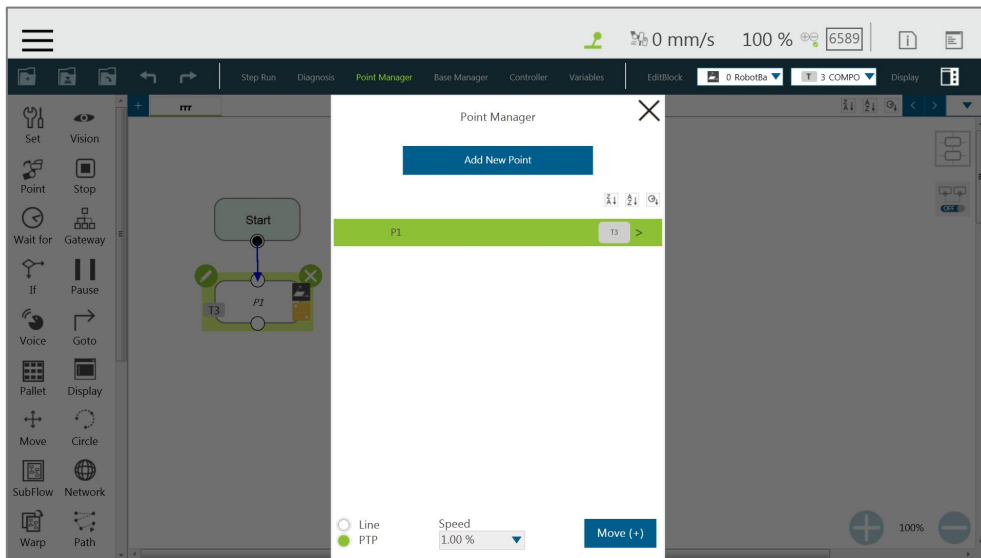 0 mm/s 100 % 6589
Step Run Diagnosis Point Manager Base Manager Controller Variables EditBlock 0 RobotBa T 3 COMPO Display
+ rrr
Set Vision
Point Stop
Wait for Gateway
If Pause
Voice Goto
Pallet Display
Move Circle
SubFlow Network
Warp Path
Start
T3 P1
Point Manager
Add New Point
P1 T3 >
Line
PTP
Speed
1.00 %
Move (+)
OFF
100%